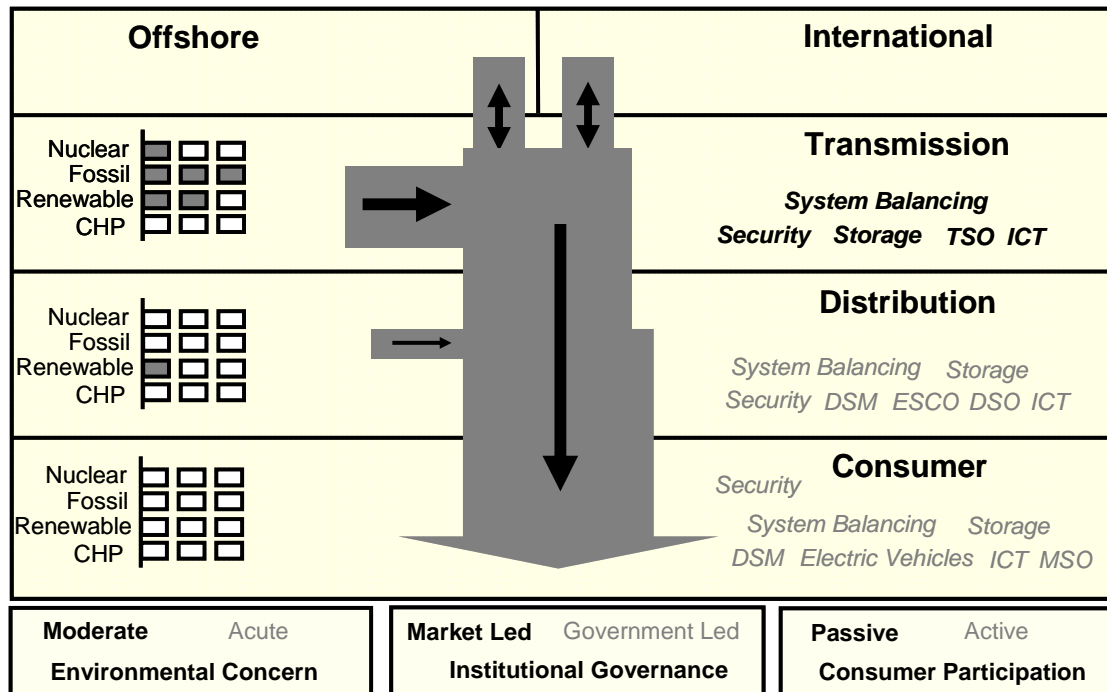 Offshore
International
Nuclear
Fossil
Renewable
CHP
Transmission
System Balancing
Security Storage TSO ICT
Nuclear
Fossil
Renewable
CHP
Distribution
System Balancing Storage
Security DSM ESCO DSO ICT
Nuclear
Fossil
Renewable
CHP
Consumer
Security
System Balancing Storage
DSM Electric Vehicles ICT MSO
Moderate Acute
Environmental Concern
Market Led Government Led
Institutional Governance
Passive Active
Consumer Participation